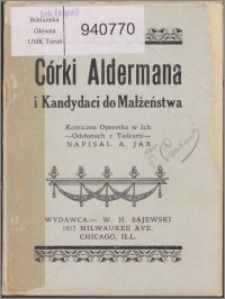 Biblioteka
Główna
UMK Toruń
940770
Córki Aldermana
i Kandydaci do Małżeństwa
Komiczna Operetka w 1ch
—Odsłonach z Tańcami—
NAPISAŁ A. JAX
WYDAWCA— W. H. SAJEWSKI
1017 MILWAUKEE AVE.
CHICAGO, ILL.